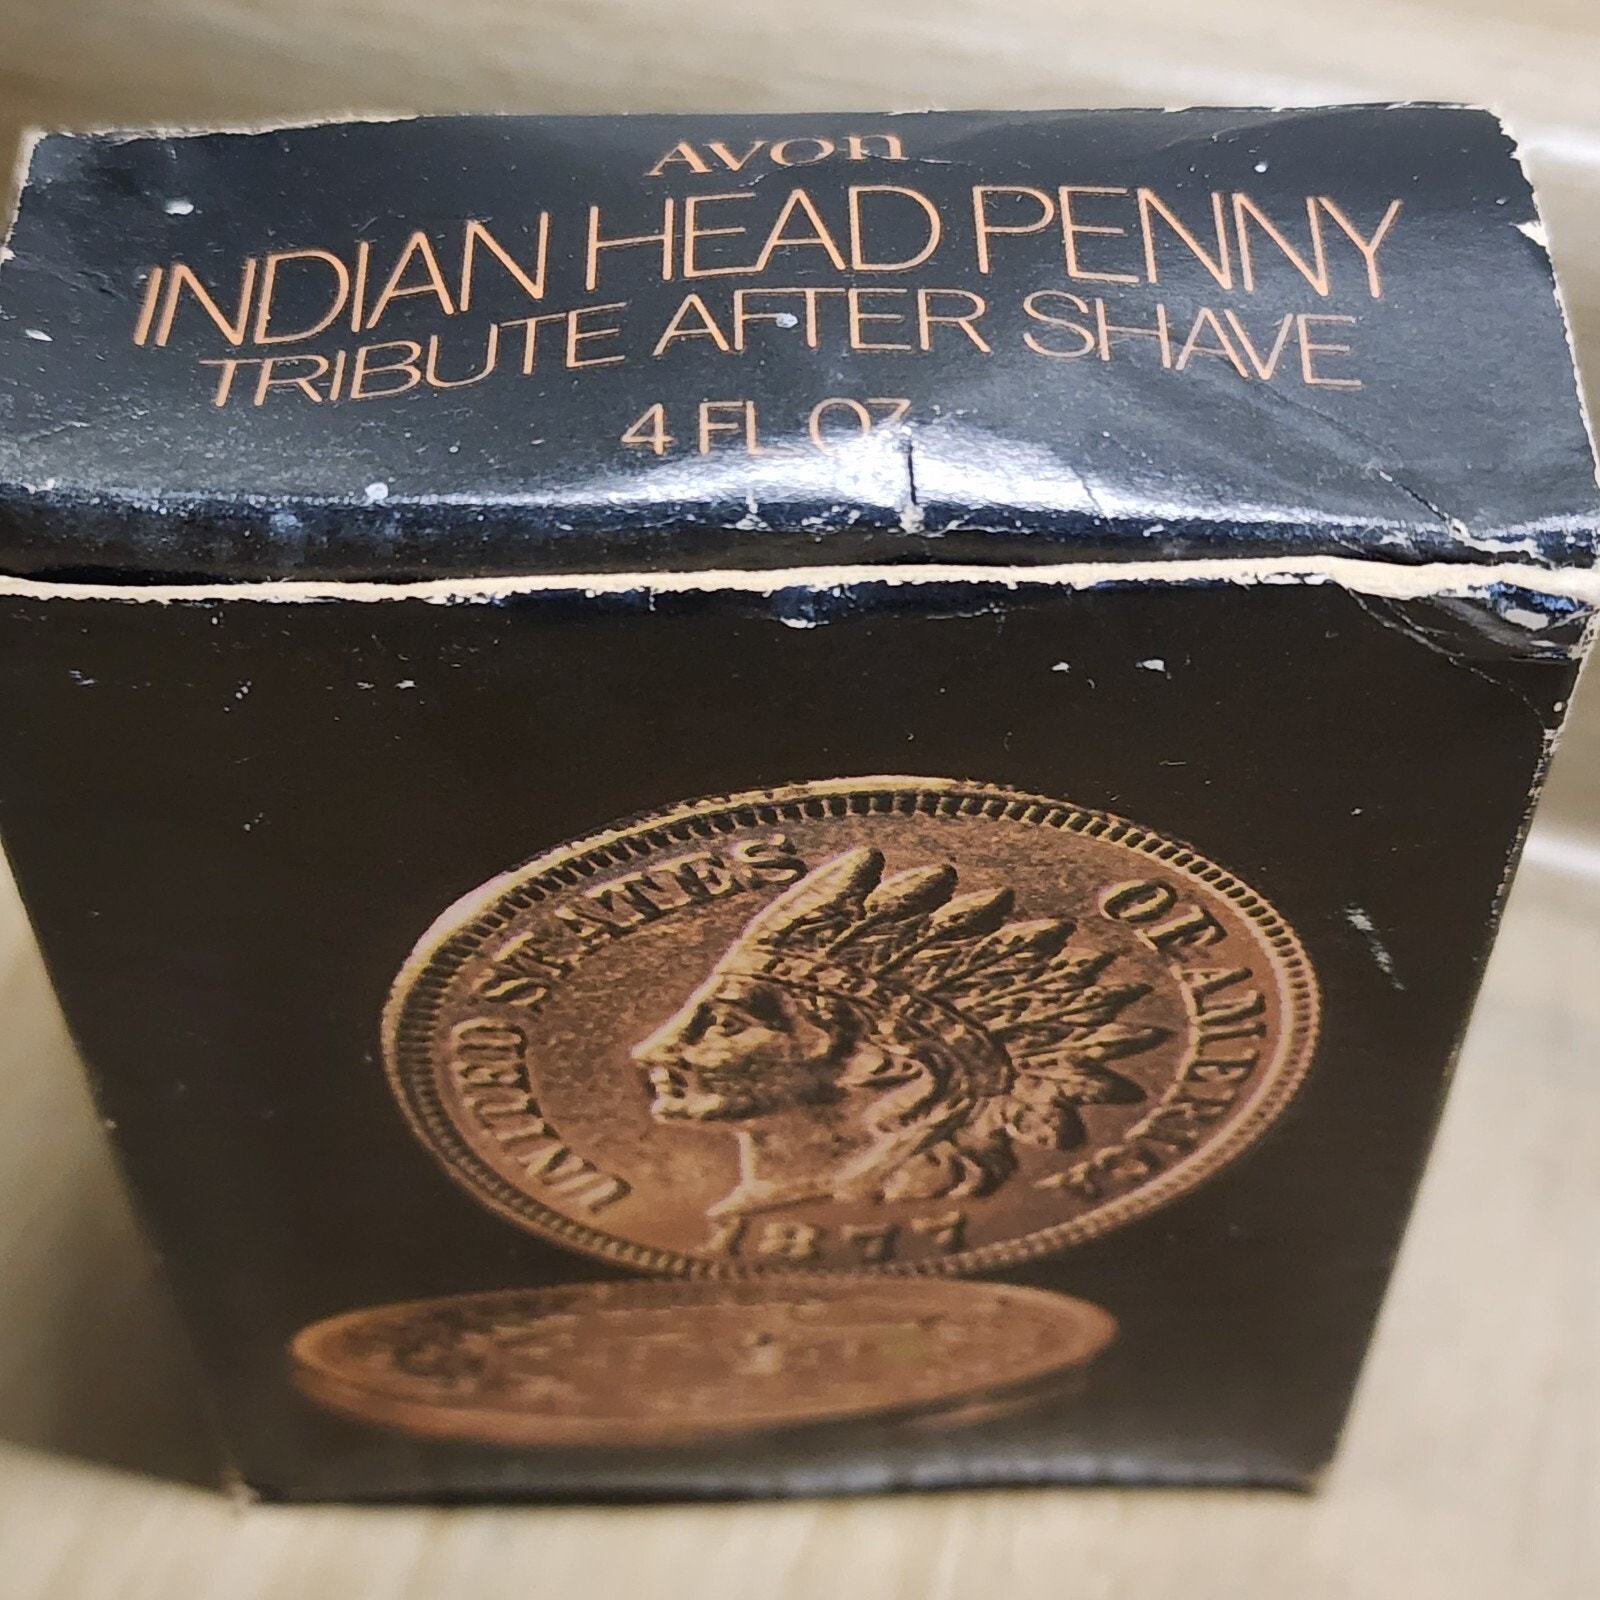 AVON
INDIAN HEAD PENNY
TRIBUTE AFTER SHAVE
4 FL OZ
UNITED STATES OF AMERICA
1877